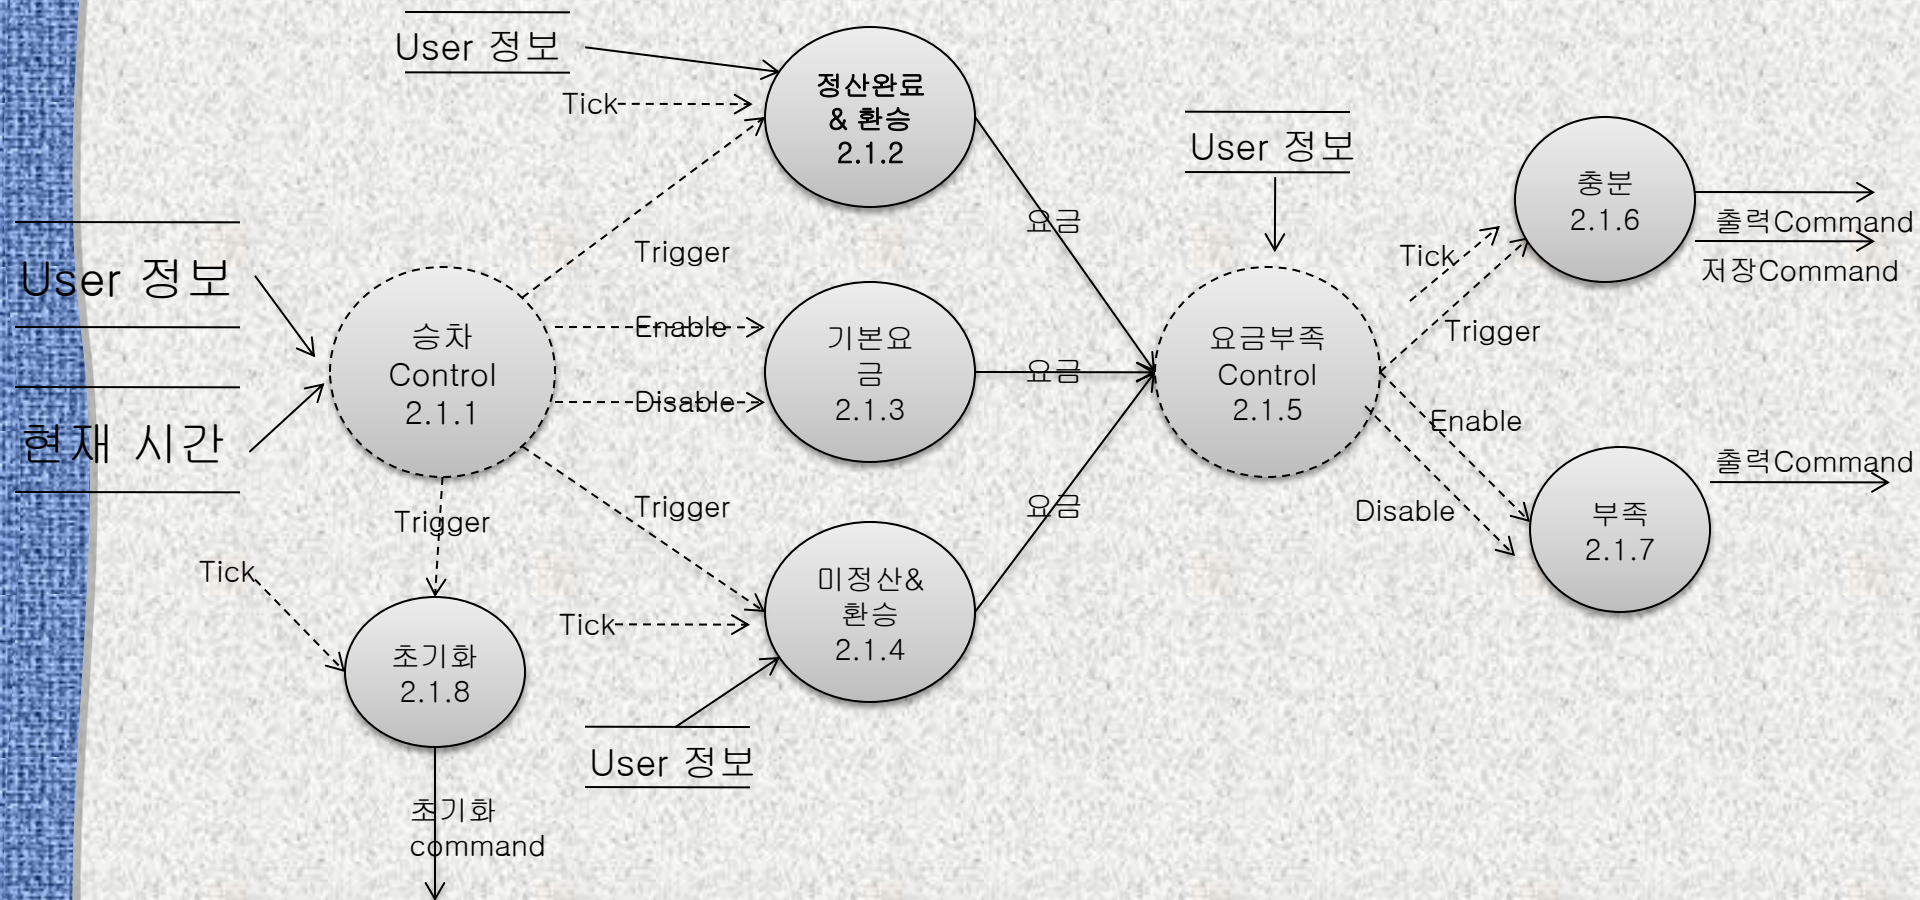 User 정보
Tick
정산완료
& 환승
2.1.2
User 정보
충분
2.1.6
출력Command
저장Command
요금
Trigger
Tick
User 정보
승차
Control
2.1.1
Enable
기본요
금
2.1.3
Disable
요금
요금부족
Control
2.1.5
Trigger
Enable
현재 시간
출력Command
Trigger
Trigger
요금
Disable
부족
2.1.7
Tick
Tick
미정산&
환승
2.1.4
초기화
2.1.8
User 정보
초기화
command